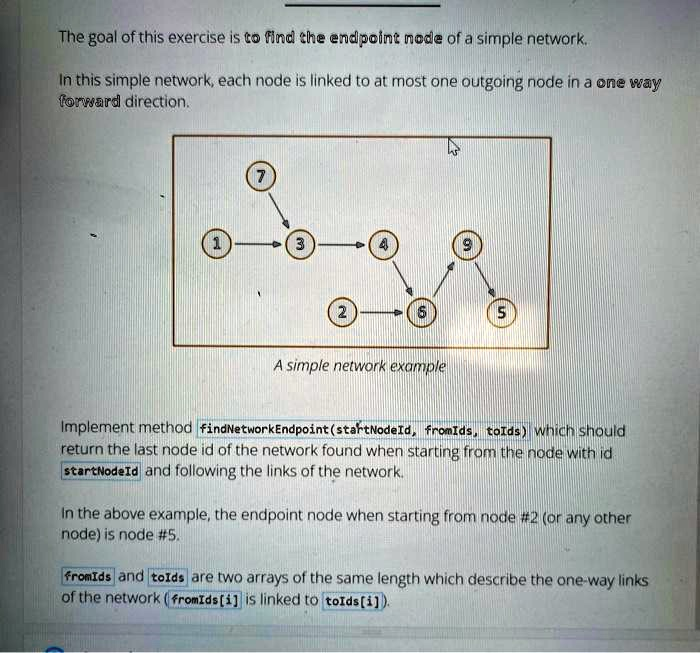 The goal of this exercise is to find the endpoint node of a simple network.
In this simple network, each node is linked to at most one outgoing node in a one way
forward direction.
7
1
3
4
9
2
6
5
A simple network example
Implement method findNetworkEndpoint(startNodeId, fromIds, toIds) which should
return the last node id of the network found when starting from the node with id
startNodeId and following the links of the network.
In the above example, the endpoint node when starting from node #2 (or any other
node) is node #5.
fromIds and toIds are two arrays of the same length which describe the one-way links
of the network (fromIds[i] is linked to toIds[i]).